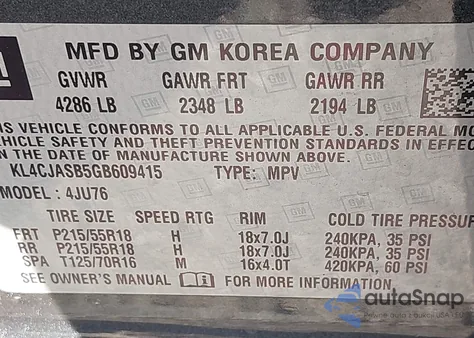 GM
MFD BY GM KOREA COMPANY
GVWR GAWR FRT GAWR RR
4286 LB 2348 LB 2194 LB
IS VEHICLE CONFORMS TO ALL APPLICABLE U.S. FEDERAL MO
VEHICLE SAFETY AND THEFT PREVENTION STANDARDS IN EFFEC
N THE DATE OF MANUFACTURE SHOWN ABOVE.
KL4CJASB5GB609415 TYPE: MPV
MODEL : 4JU76
TIRE SIZE SPEED RTG RIM COLD TIRE PRESSUR
FRT P215/55R18 H 18x7.0J 240KPA, 35 PSI
RR P215/55R18 H 18x7.0J 240KPA, 35 PSI
SPA T125/70R16 M 16x4.0T 420KPA, 60 PSI
SEE OWNER'S MANUAL FOR MORE INFORMATION
autoSnap